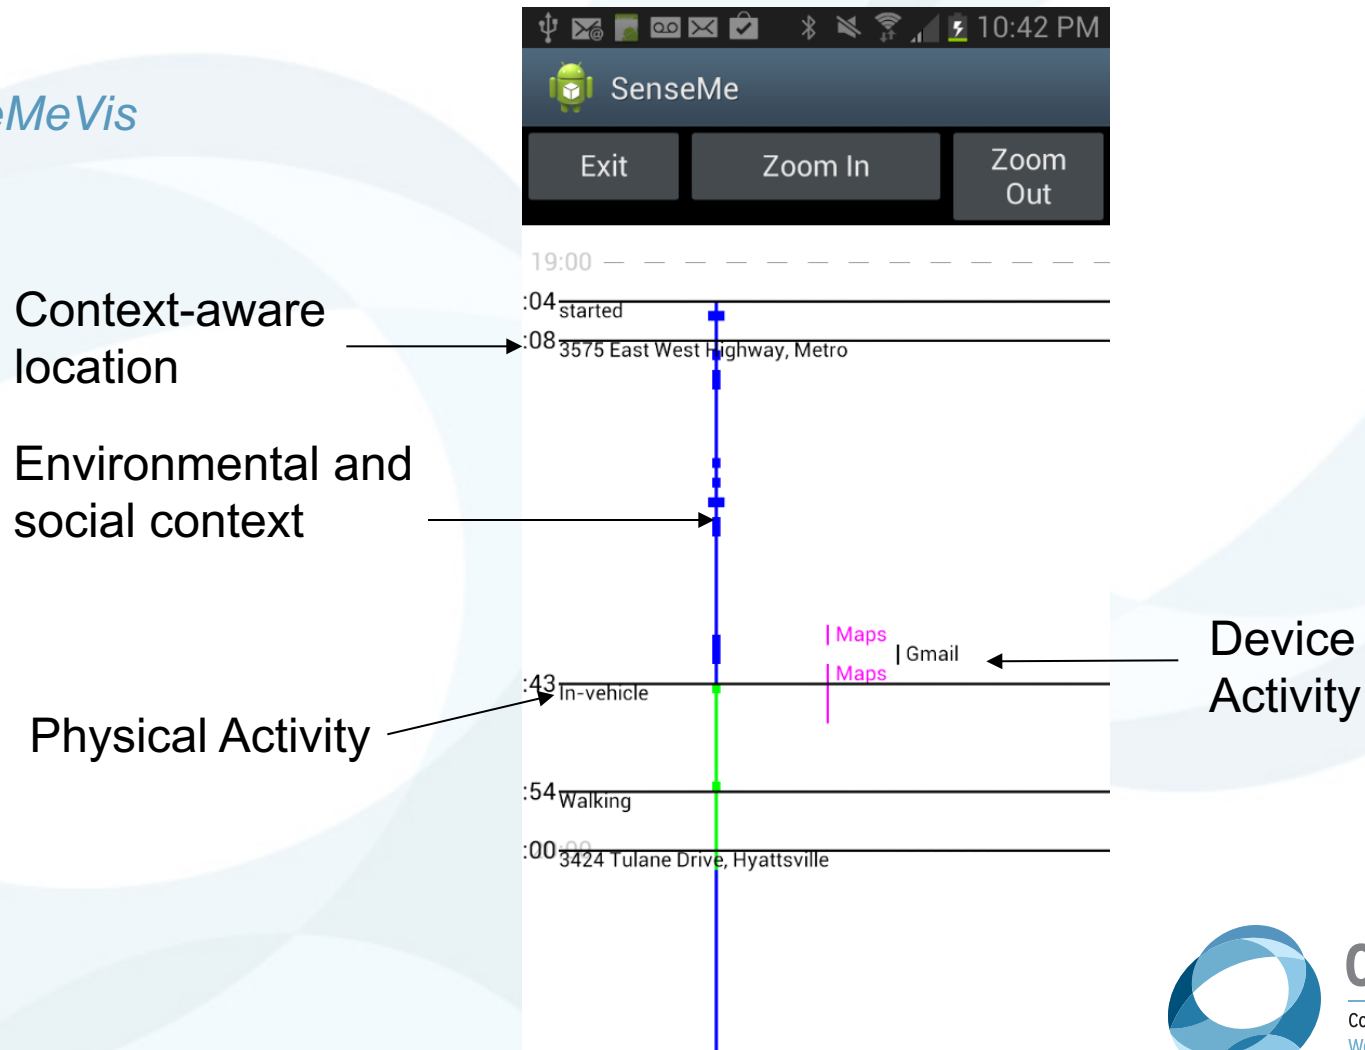 10:42 PM
SenseMe
eMeVis
Exit
Zoom In
Zoom
Out
19:00
Context-aware
location
:04 started
:08 3575 East West Highway, Metro
Environmental and
social context
Maps
Gmail
Maps
Device
Activity
:43 In-vehicle
Physical Activity
:54 Walking
:00 3424 Tulane Drive, Hyattsville